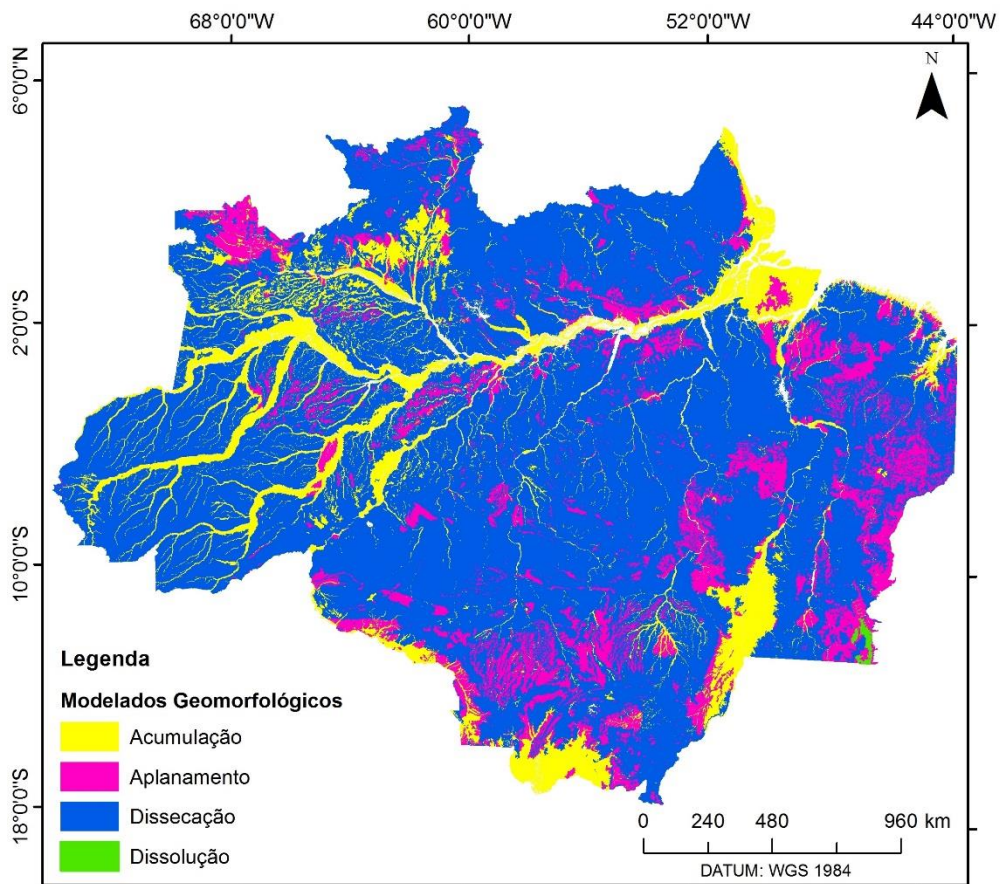 68°0'0"W 60°0'0"W 52°0'0"W 44°0'0"W
6°0'0"N
N
2°0'0"S
10°0'0"S
18°0'0"S
Legenda
Modelados Geomorfológicos
Acumulação
Aplanamento
Dissecação
Dissolução
0 240 480 960 km
DATUM: WGS 1984